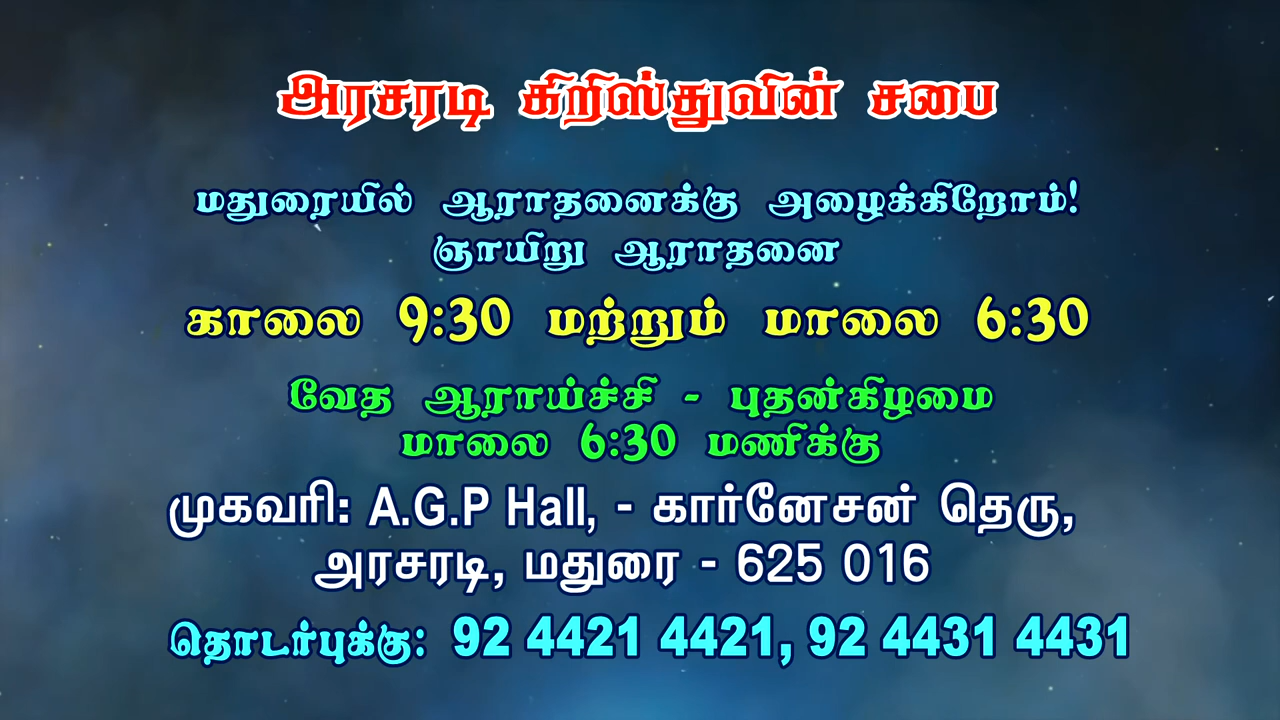 அரசரடி கிறிஸ்துவின் சபை
மதுரையில் ஆராதனைக்கு அழைக்கிறோம்!
ஞாயிறு ஆராதனை
காலை 9:30 மற்றும் மாலை 6:30
வேத ஆராய்ச்சி - புதன்கிழமை
மாலை 6:30 மணிக்கு
முகவரி: A.G.P Hall, - கார்னேசன் தெரு,
அரசரடி, மதுரை - 625 016
தொடர்புக்கு: 92 4421 4421, 92 4431 4431